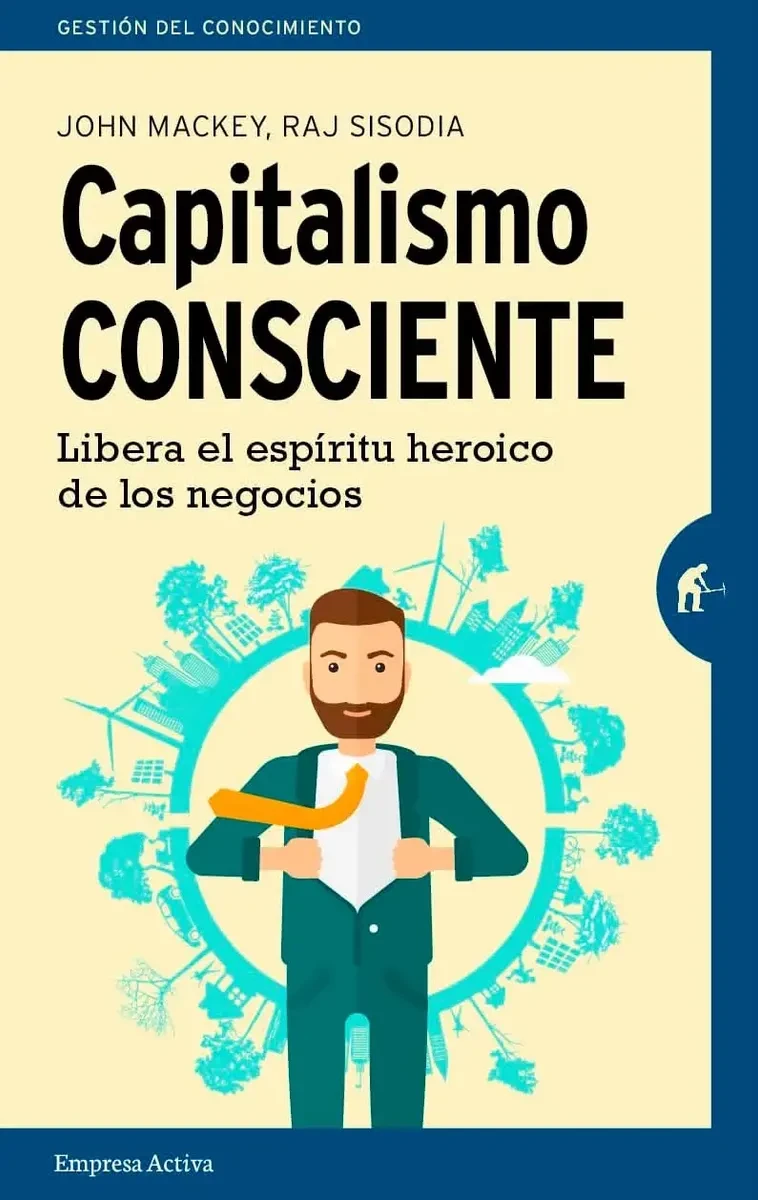 GESTIÓN DEL CONOCIMIENTO
JOHN MACKEY, RAJ SISODIA
Capitalismo
CONSCIENTE
Libera el espíritu heroico
de los negocios
Empresa Activa